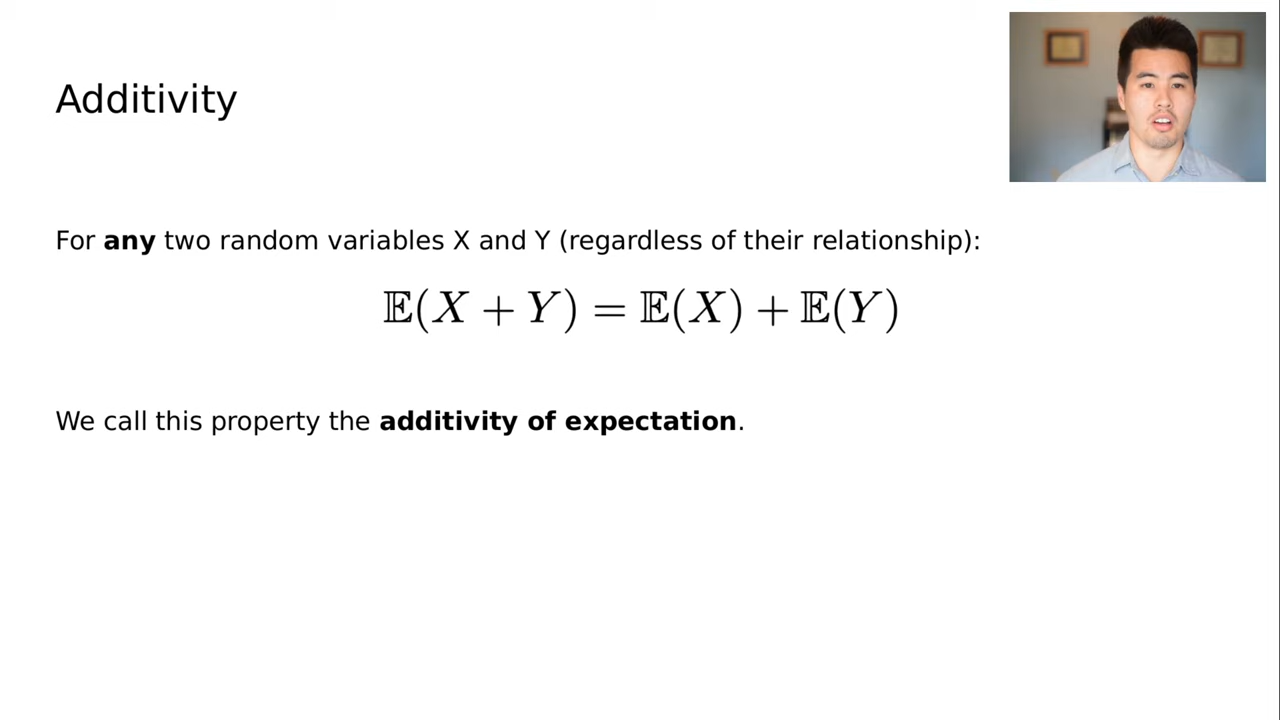 Additivity
For any two random variables X and Y (regardless of their relationship):
𝔼(X + Y) = 𝔼(X) + 𝔼(Y)
We call this property the additivity of expectation.